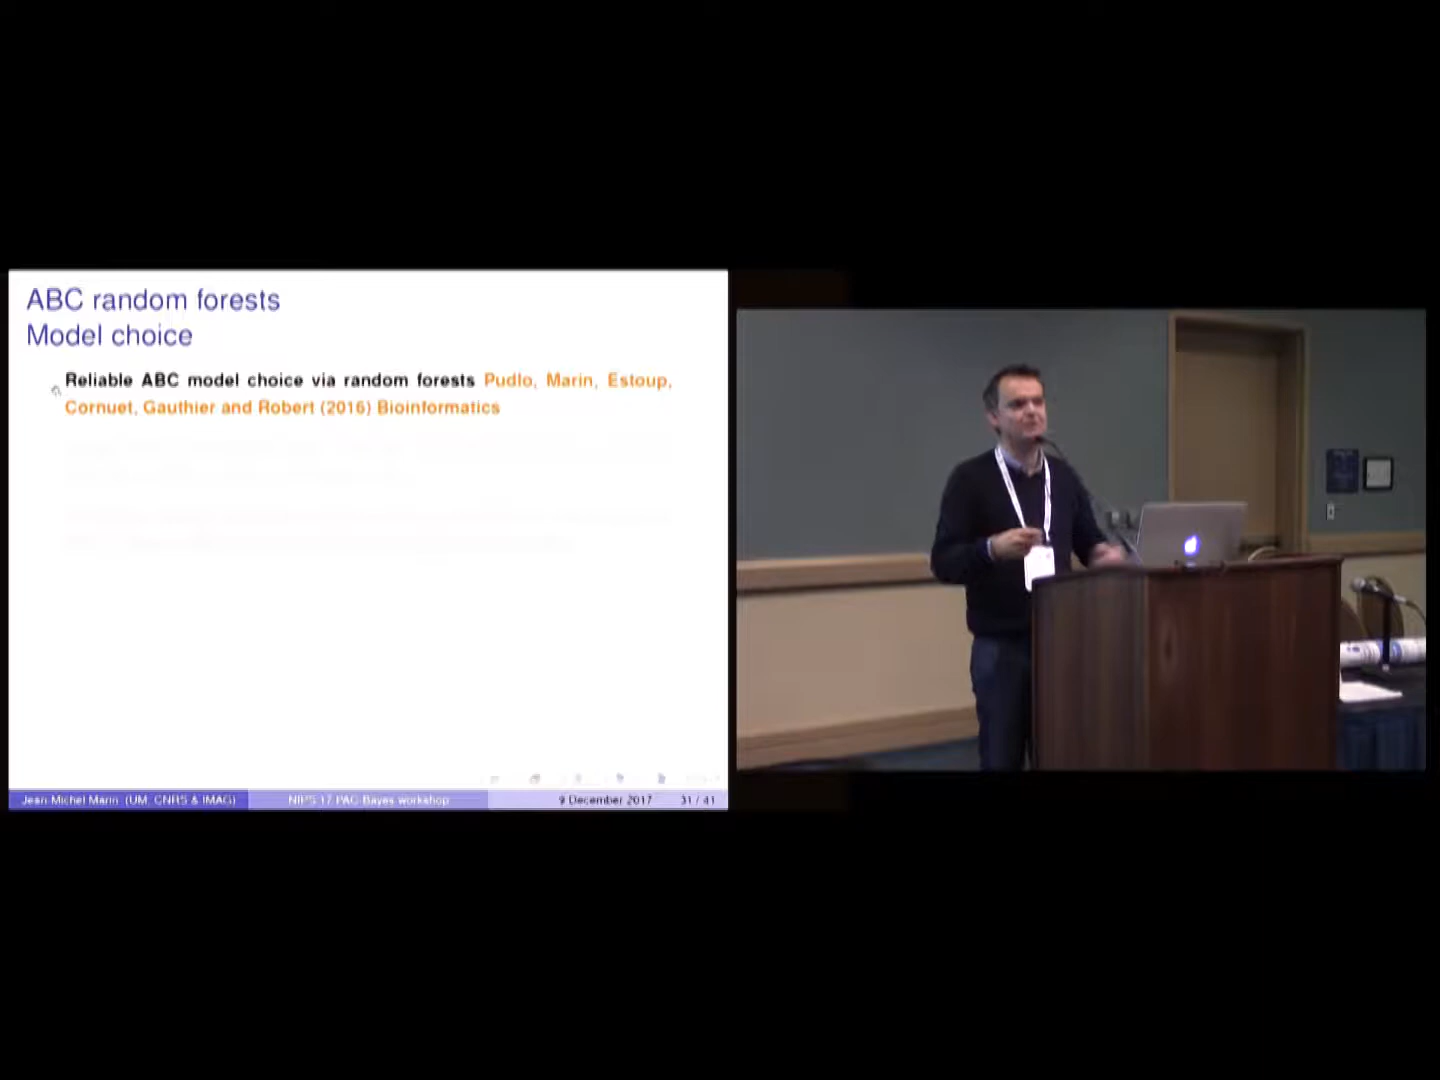 ABC random forests
Model choice
Reliable ABC model choice via random forests Pudlo, Marin, Estoup,
Cornuet, Gauthier and Robert (2016) Bioinformatics
Jean-Michel Marin (UM, CNRS & IMAG)
NIPS 17 PAC-Bayes workshop
9 December 2017
31 / 41